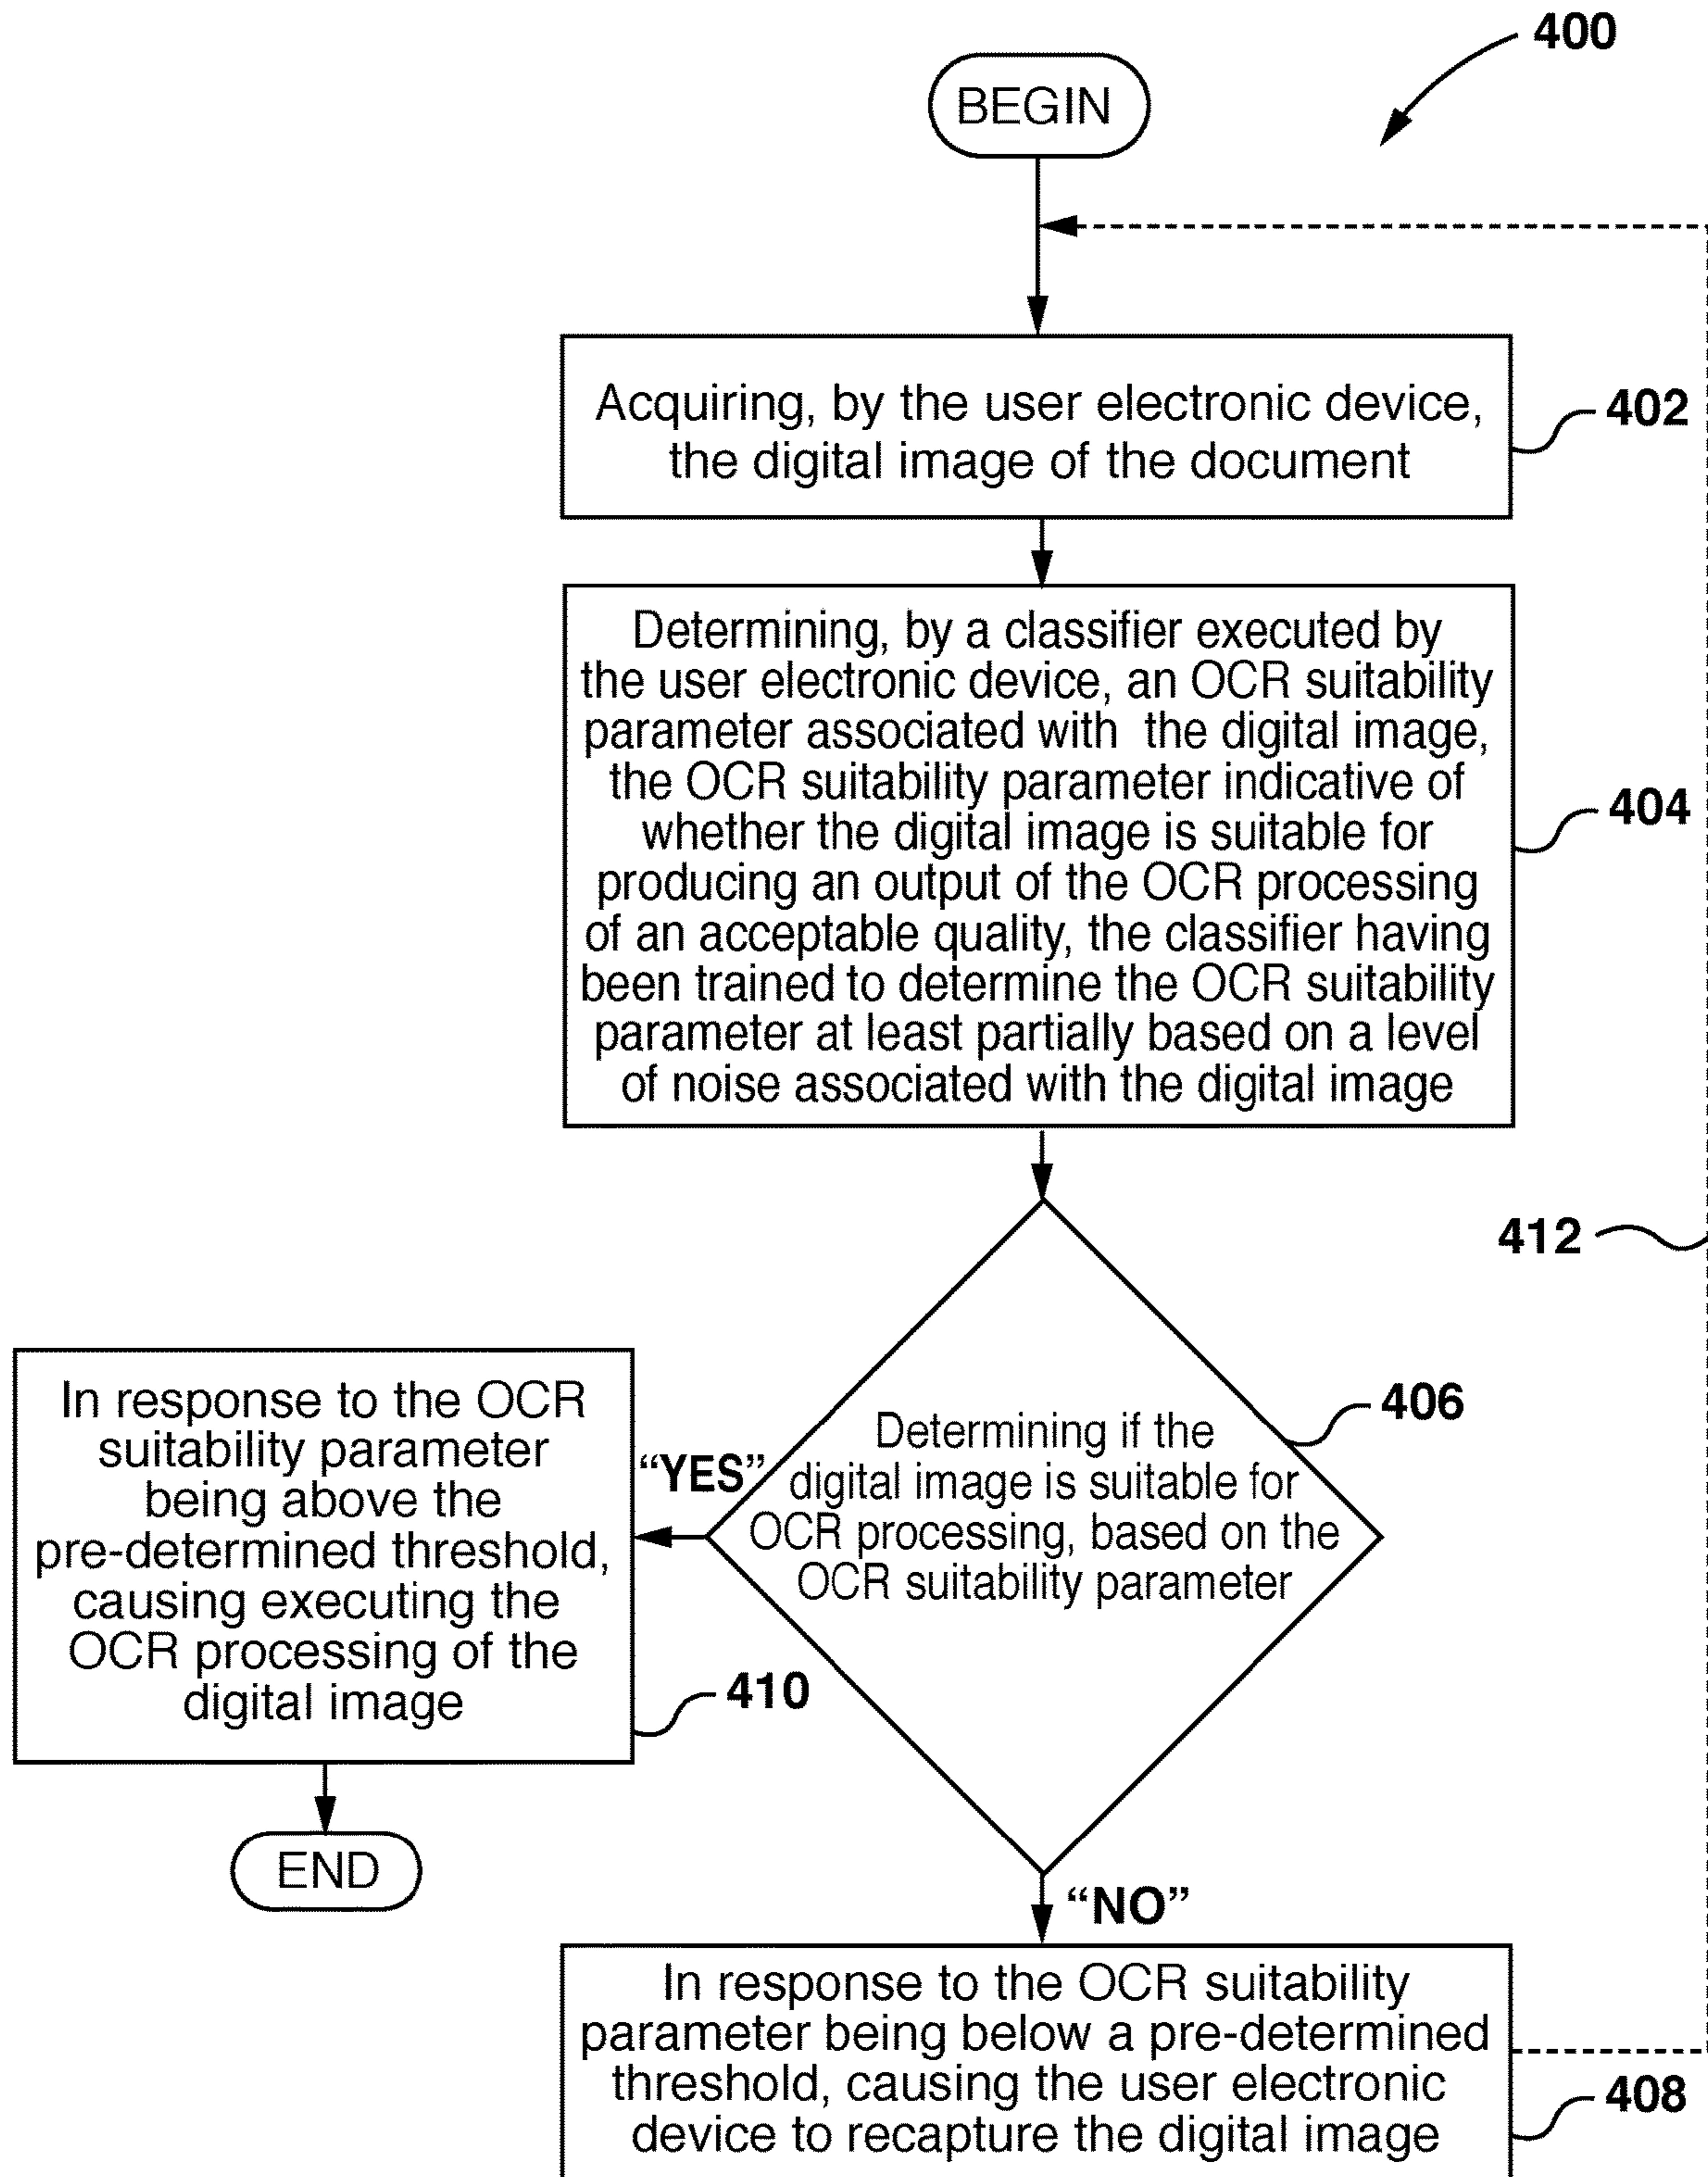 400
BEGIN
Acquiring, by the user electronic device,
the digital image of the document
402
Determining, by a classifier executed by
the user electronic device, an OCR suitability
parameter associated with the digital image,
the OCR suitability parameter indicative of
whether the digital image is suitable for
producing an output of the OCR processing
of an acceptable quality, the classifier having
been trained to determine the OCR suitability
parameter at least partially based on a level
of noise associated with the digital image
404
412
Determining if the
digital image is suitable for
OCR processing, based on the
OCR suitability parameter
406
“YES”
In response to the OCR
suitability parameter
being above the
pre-determined threshold,
causing executing the
OCR processing of the
digital image
410
END
“NO”
In response to the OCR suitability
parameter being below a pre-determined
threshold, causing the user electronic
device to recapture the digital image
408